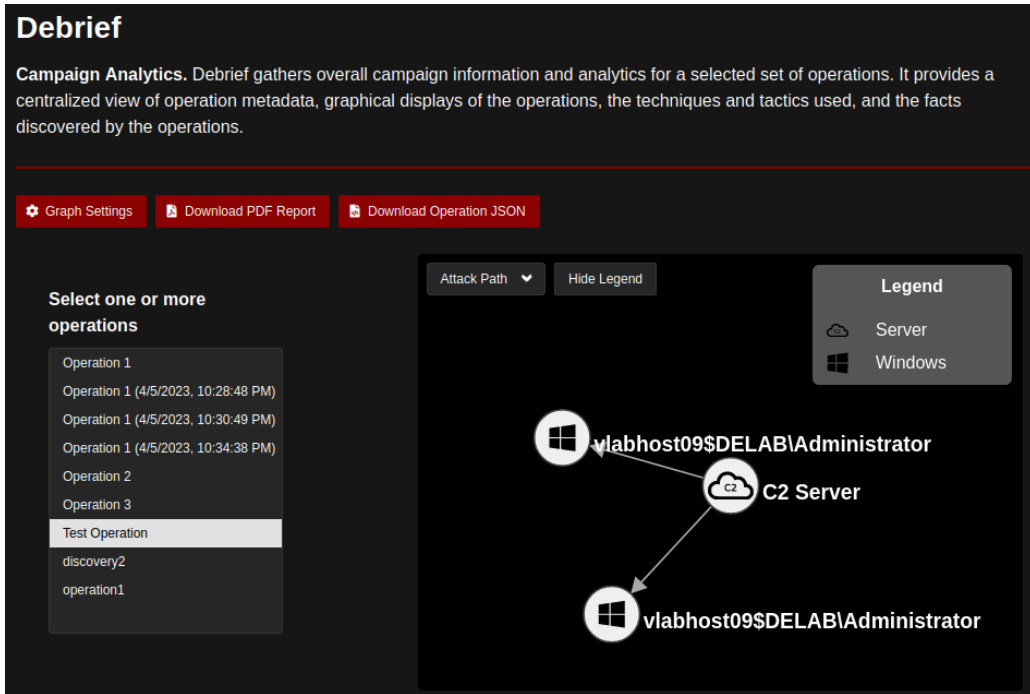 Debrief
Campaign Analytics. Debrief gathers overall campaign information and analytics for a selected set of operations. It provides a
centralized view of operation metadata, graphical displays of the operations, the techniques and tactics used, and the facts
discovered by the operations.
Graph Settings
Download PDF Report
Download Operation JSON
Select one or more
operations
Operation 1
Operation 1 (4/5/2023, 10:28:48 PM)
Operation 1 (4/5/2023, 10:30:49 PM)
Operation 1 (4/5/2023, 10:34:38 PM)
Operation 2
Operation 3
Test Operation
discovery2
operation1
Attack Path
Hide Legend
Legend
C2
Server
Windows
vlabhost09$DELAB\Administrator
C2
C2 Server
vlabhost09$DELAB\Administrator